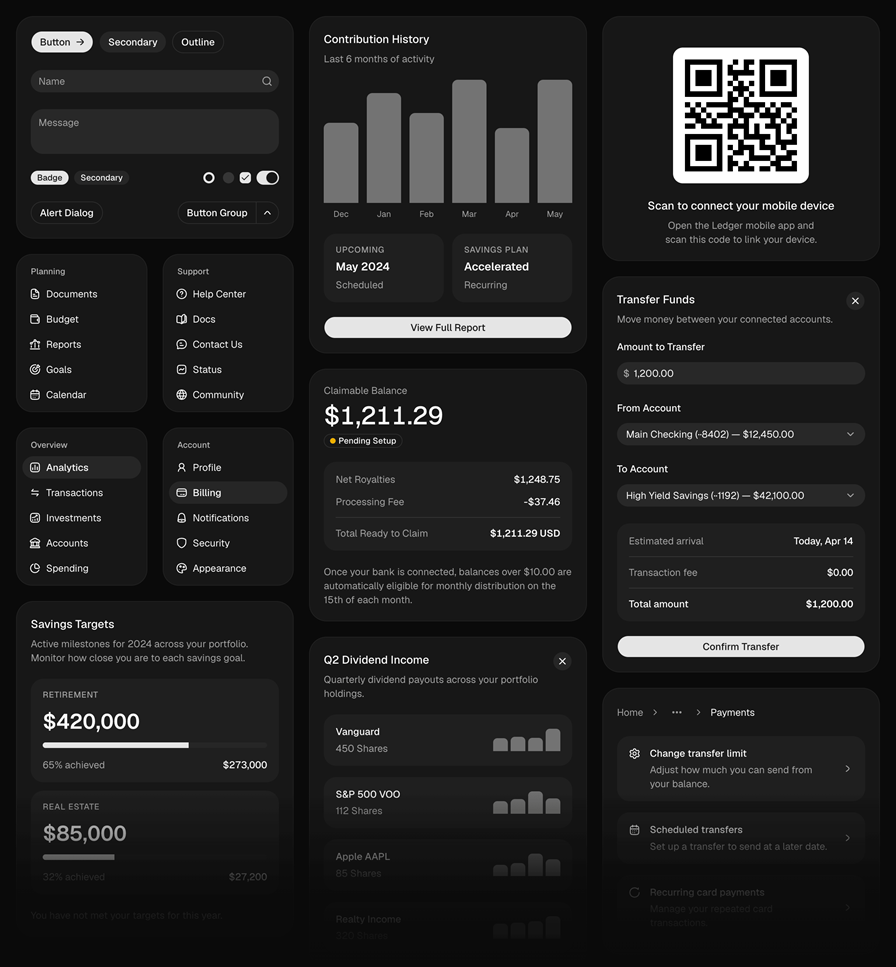 Button →
Secondary
Outline
Name
Message
Badge
Secondary
Alert Dialog
Button Group
Planning
Documents
Budget
Reports
Goals
Calendar
Support
Help Center
Docs
Contact Us
Status
Community
Overview
Analytics
Transactions
Investments
Accounts
Spending
Account
Profile
Billing
Notifications
Security
Appearance
Savings Targets
Active milestones for 2024 across your portfolio.
Monitor how close you are to each savings goal.
RETIREMENT
$420,000
65% achieved
$273,000
REAL ESTATE
$85,000
32% achieved
$27,200
You have not met your targets for this year.
Contribution History
Last 6 months of activity
Dec
Jan
Feb
Mar
Apr
May
UPCOMING
May 2024
Scheduled
SAVINGS PLAN
Accelerated
Recurring
View Full Report
Claimable Balance
$1,211.29
Pending Setup
Net Royalties
$1,248.75
Processing Fee
-$37.46
Total Ready to Claim
$1,211.29 USD
Once your bank is connected, balances over $10.00 are
automatically eligible for monthly distribution on the
15th of each month.
Q2 Dividend Income
Quarterly dividend payouts across your portfolio
holdings.
Vanguard
450 Shares
S&P 500 VOO
112 Shares
Apple AAPL
85 Shares
Realty Income
Shares
Scan to connect your mobile device
Open the Ledger mobile app and
scan this code to link your device.
Transfer Funds
Move money between your connected accounts.
Amount to Transfer
$ 1,200.00
From Account
Main Checking (··8402) — $12,450.00
To Account
High Yield Savings (··1192) — $42,100.00
Estimated arrival
Today, Apr 14
Transaction fee
$0.00
Total amount
$1,200.00
Confirm Transfer
Home
···
Payments
Change transfer limit
Adjust how much you can send from
your balance.
Scheduled transfers
Set up a transfer to send at a later date.
Recurring card payments
Manage your repeated card
transactions.